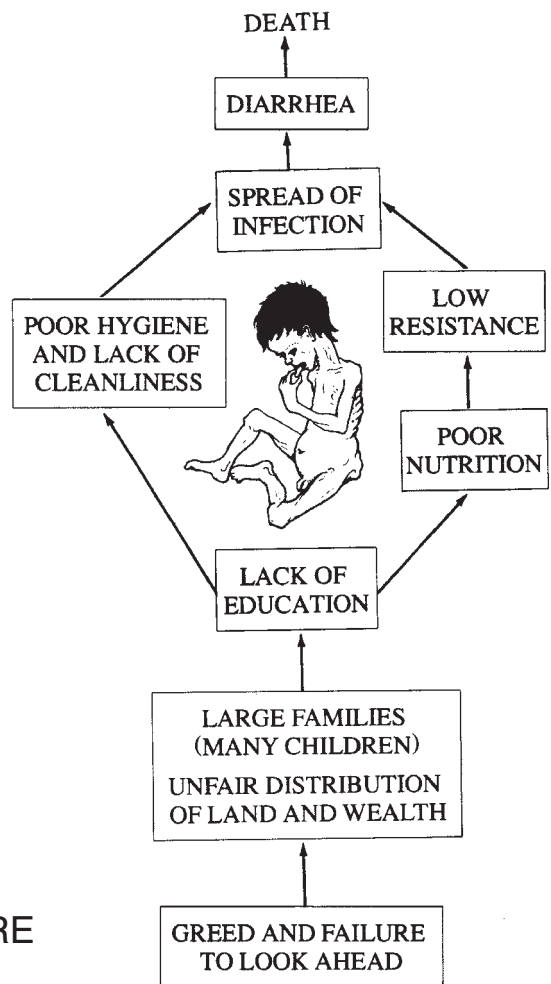 DEATH
DIARRHEA
SPREAD OF
INFECTION
POOR HYGIENE
AND LACK OF
CLEANLINESS
LOW
RESISTANCE
POOR
NUTRITION
LACK OF
EDUCATION
LARGE FAMILIES
(MANY CHILDREN)
UNFAIR DISTRIBUTION
OF LAND AND WEALTH
GREED AND FAILURE
TO LOOK AHEAD